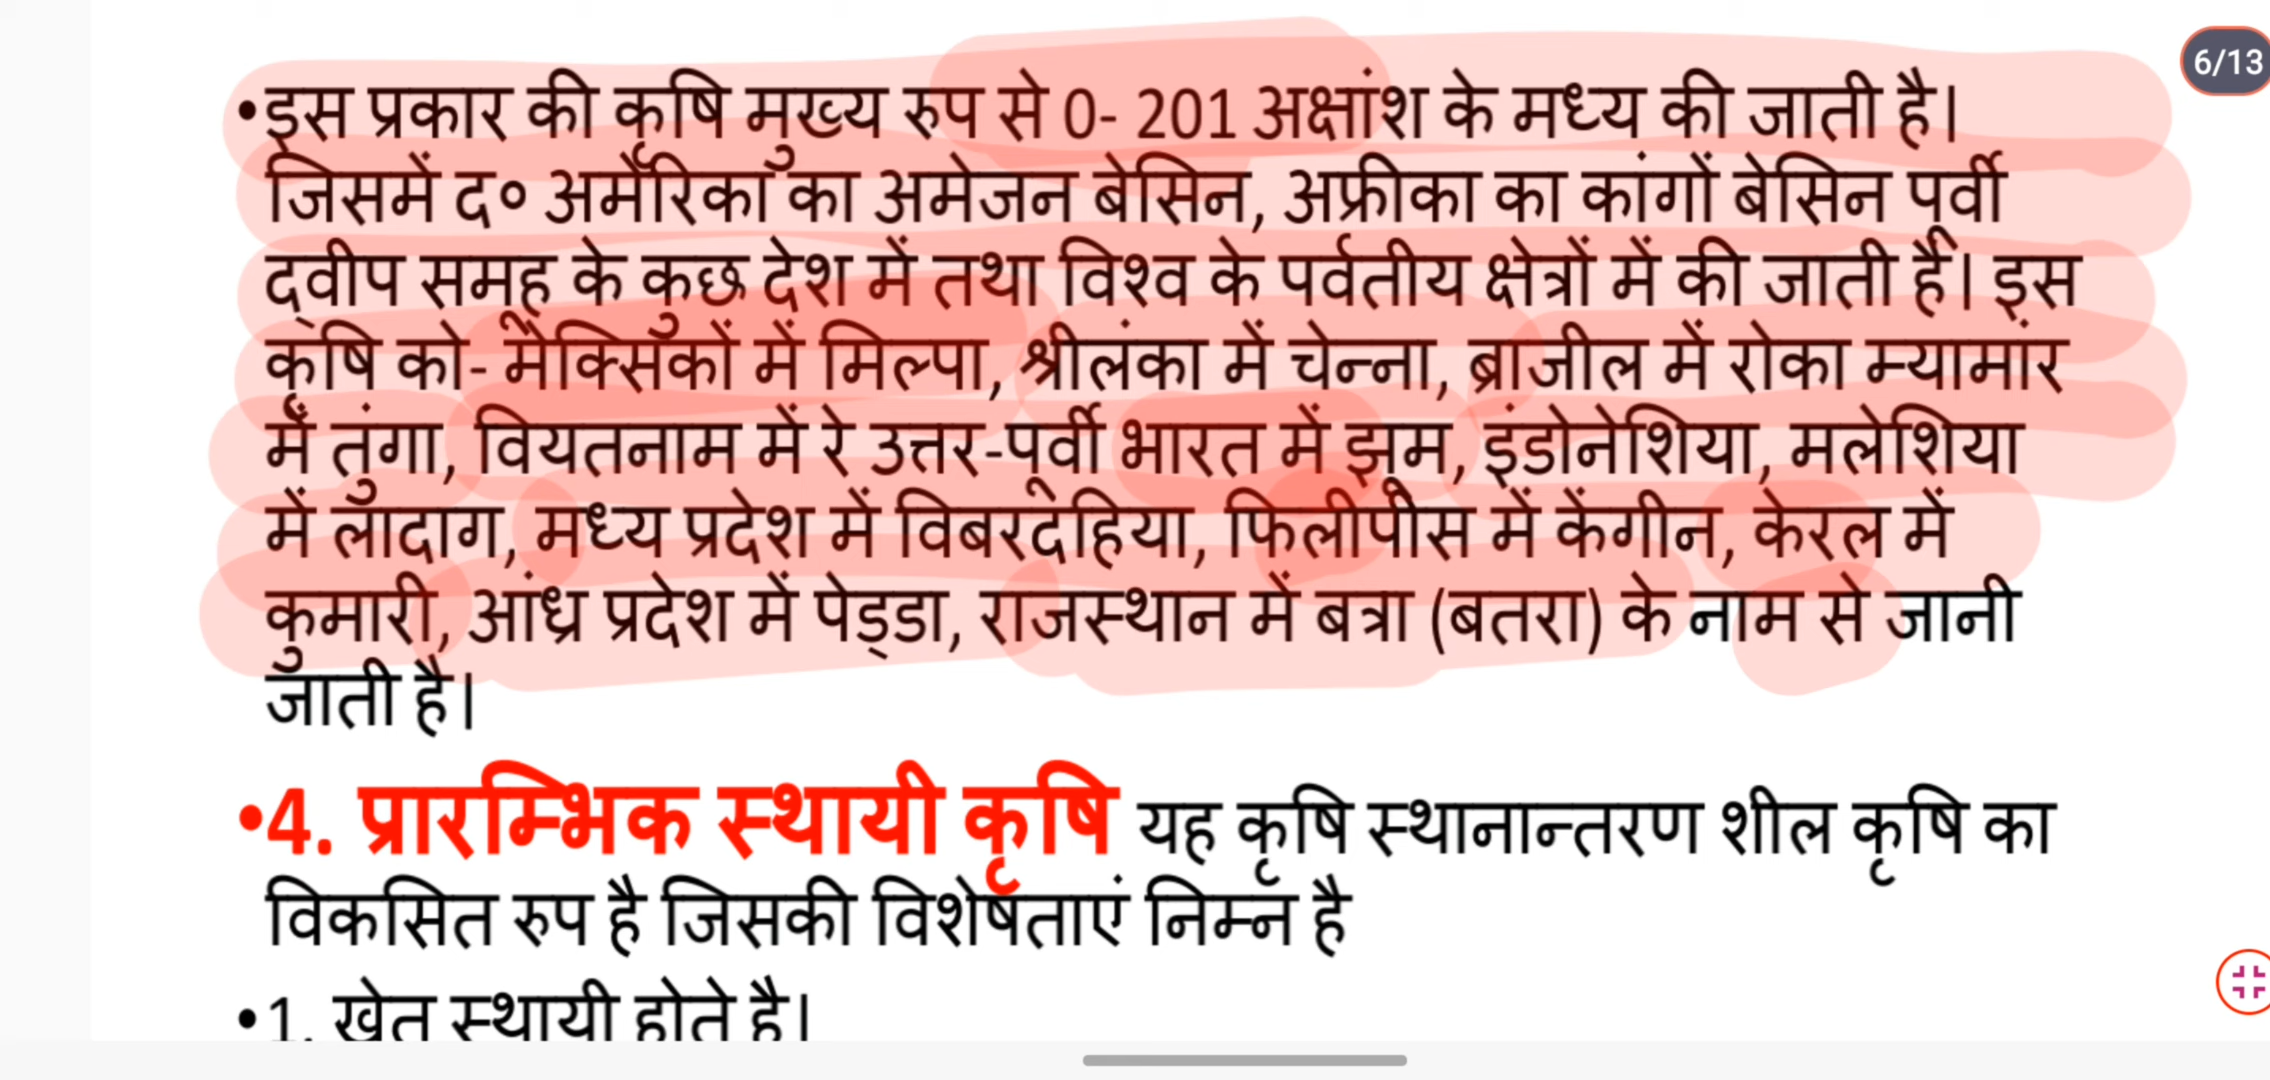 6/13
•इस प्रकार की कृषि मुख्य रुप से 0- 201 अक्षांश के मध्य की जाती है।
जिसमें द० अमेरिका का अमेजन बेसिन, अफ्रीका का कांगों बेसिन पूर्वी
द्वीप समूह के कुछ देश में तथा विश्व के पर्वतीय क्षेत्रों में की जाती हैं। इस
कृषि को- मैक्सिकों में मिल्पा, श्रीलंका में चेन्ना, ब्राजील में रोका म्यामांर
में तुंगा, वियतनाम में रे उत्तर-पूर्वी भारत में झूम, इंडोनेशिया, मलेशिया
में लादाग, मध्य प्रदेश में विबरदेहिया, फिलीपीस में केंगीन, केरल में
कुमारी, आंध्र प्रदेश में पेड्डा, राजस्थान में बत्रा (बतरा) के नाम से जानी
जाती है।
•4. प्रारम्भिक स्थायी कृषि यह कृषि स्थानान्तरण शील कृषि का
विकसित रुप है जिसकी विशेषताएं निम्न है
•1. खेत स्थायी होते है।